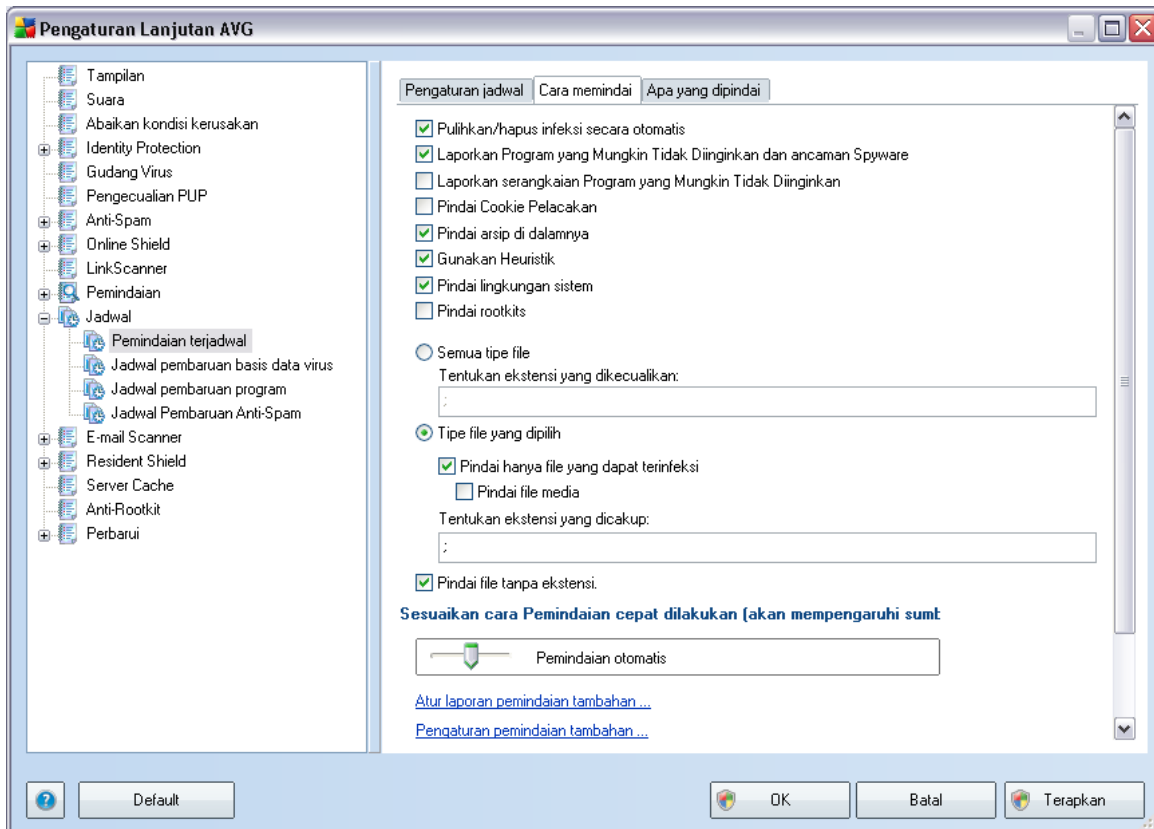 Pengaturan Lanjutan AVG
Tampilan
Suara
Abaikan kondisi kerusakan
Identity Protection
Gudang Virus
Pengecualian PUP
Anti-Spam
Online Shield
LinkScanner
Pemindaian
Jadwal
Pemindaian terjadwal
Jadwal pembaruan basis data virus
Jadwal pembaruan program
Jadwal Pembaruan Anti-Spam
E-mail Scanner
Resident Shield
Server Cache
Anti-Rootkit
Perbarui
Pengaturan jadwal Cara memindai Apa yang dipindai
Pulihkan/hapus infeksi secara otomatis
Laporkan Program yang Mungkin Tidak Diinginkan dan ancaman Spyware
Laporkan serangkaian Program yang Mungkin Tidak Diinginkan
Pindai Cookie Pelacakan
Pindai arsip di dalamnya
Gunakan Heuristik
Pindai lingkungan sistem
Pindai rootkits
Semua tipe file
Tentukan ekstensi yang dikecualikan:
;
Tipe file yang dipilih
Pindai hanya file yang dapat terinfeksi
Pindai file media
Tentukan ekstensi yang dicakup:
;
Pindai file tanpa ekstensi.
Sesuaikan cara Pemindaian cepat dilakukan (akan mempengaruhi
Pemindaian otomatis
Atur laporan pemindaian tambahan ...
Pengaturan pemindaian tambahan ...
? Default OK Batal Terapkan